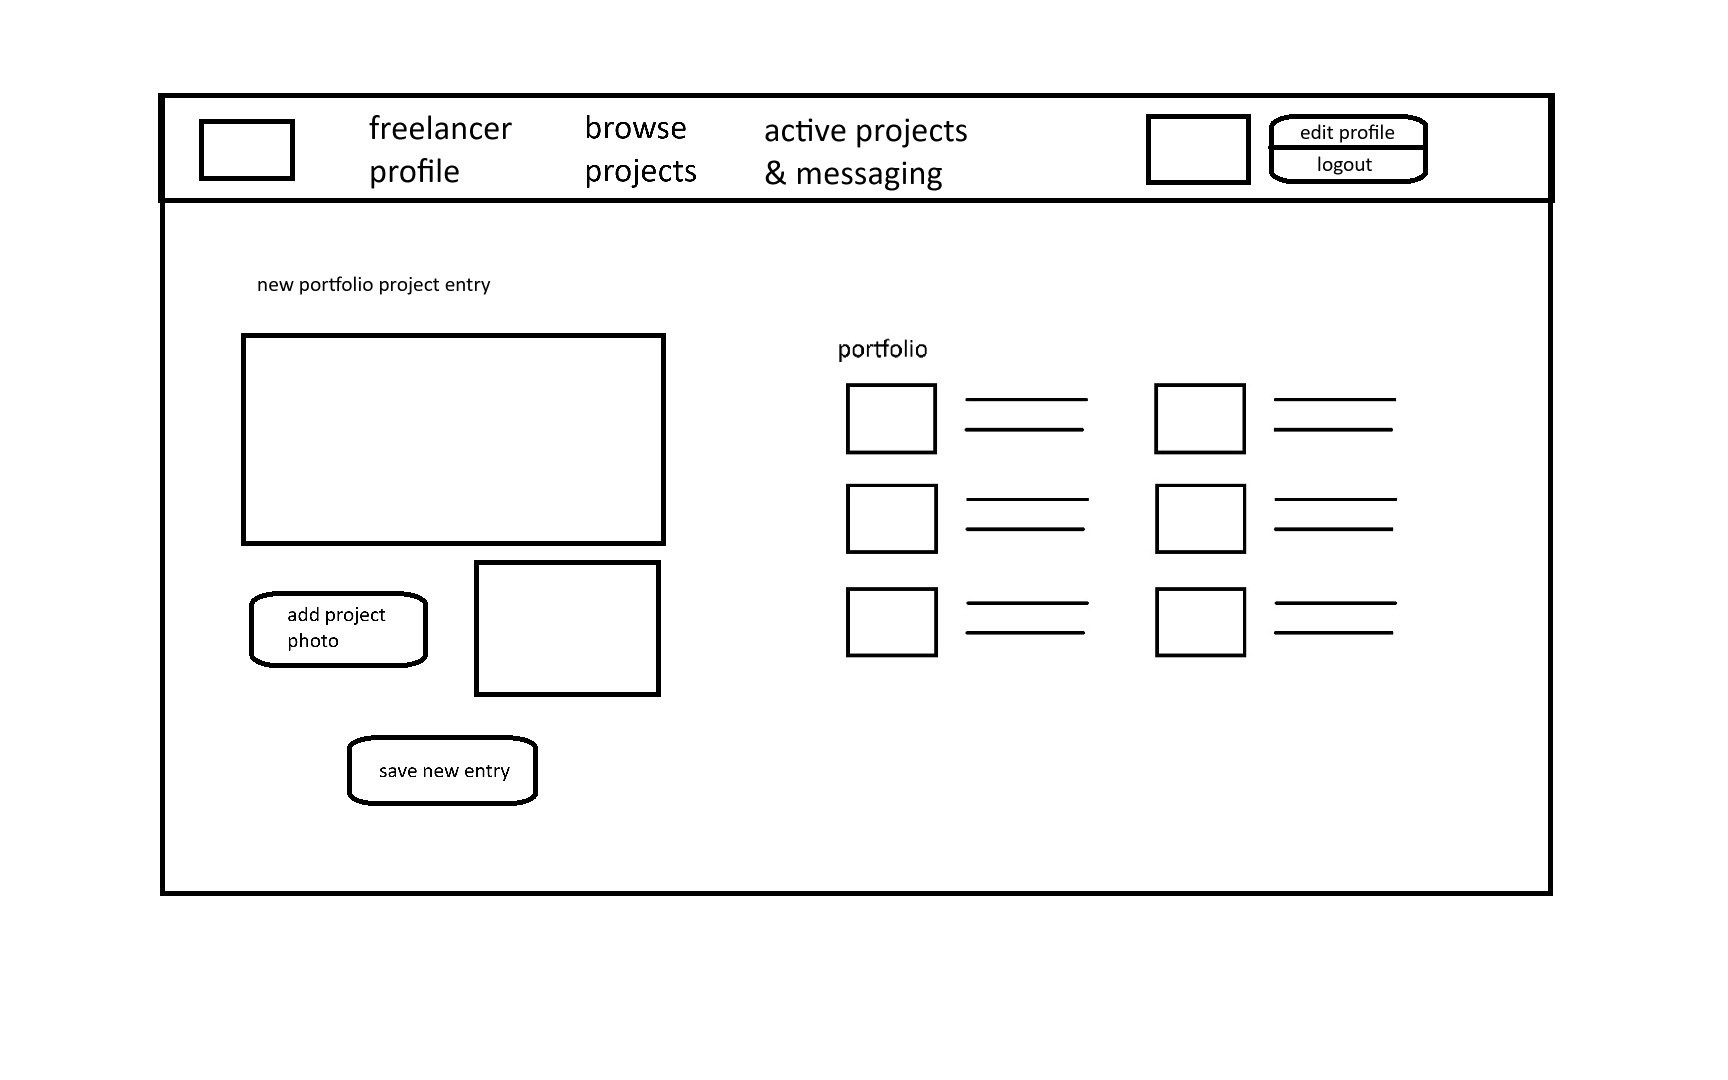 freelancer
profile
browse
projects
active projects
& messaging
edit profile
logout
new portfolio project entry
portfolio
add project
photo
save new entry